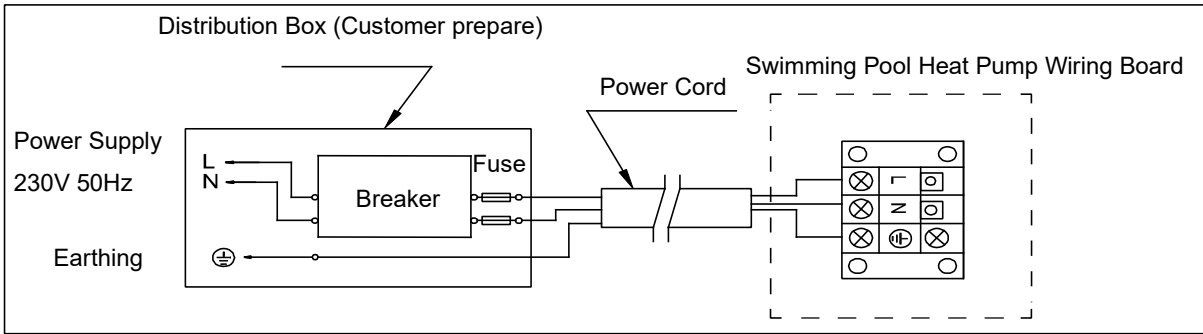 Distribution Box (Customer prepare)
Swimming Pool Heat Pump Wiring Board
Power Cord
Power Supply
230V 50Hz
L
N
Fuse
Breaker
Earthing
L
N